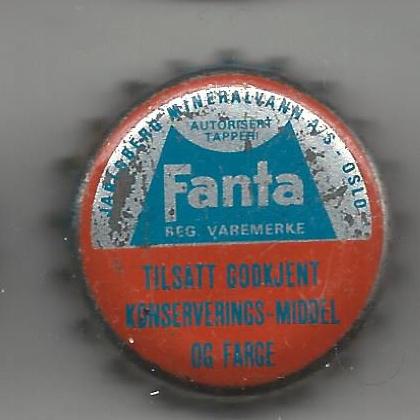 JARLSBERG MINERALVANN A/S - OSLO
AUTORISERT
TAPPERI
Fanta
REG. VAREMERKE
TILSATT GODKJENT
KONSERVERINGS-MIDDEL
OG FARGE